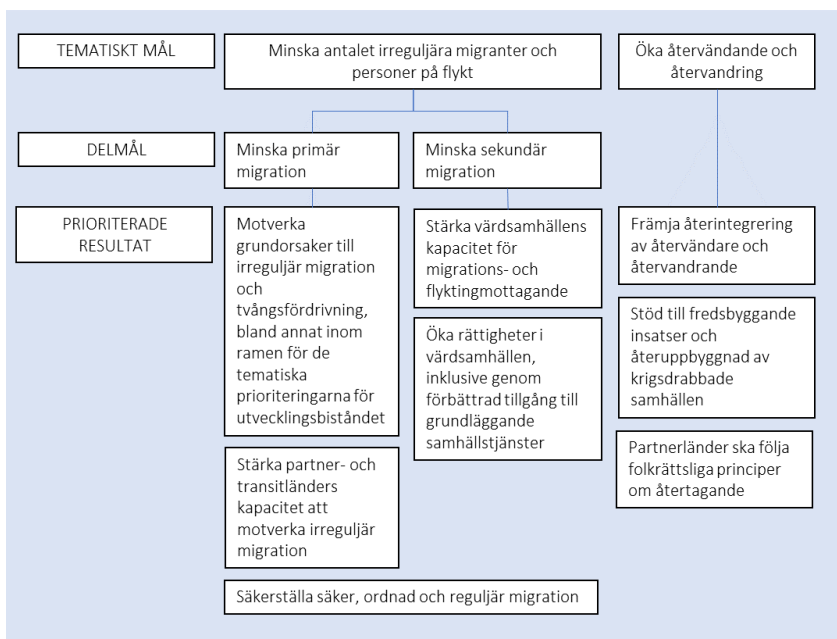 TEMATISKT MÅL
Minska antalet irreguljära migranter och
personer på flykt
Öka återvändande och
återvandring
DELMÅL
Minska primär
migration
Minska sekundär
migration
PRIORITERADE
RESULTAT
Motverka
grundorsaker till
irreguljär migration
och
tvångsfördrivning,
bland annat inom
ramen för de
tematiska
prioriteringarna för
utvecklingsbiståndet
Stärka partner- och
transitländers
kapacitet att
motverka irreguljär
migration
Stärka värdsamhällens
kapacitet för
migrations- och
flyktingmottagande
Öka rättigheter i
värdsamhällen,
inklusive genom
förbättrad tillgång till
grundläggande
samhällstjänster
Främja återintegrering
av återvändare och
återvandrande
Stöd till fredsbyggande
insatser och
återuppbyggnad av
krigsdrabbade
samhällen
Partnerländer ska följa
folkrättsliga principer
om återtagande
Säkerställa säker, ordnad och reguljär migration